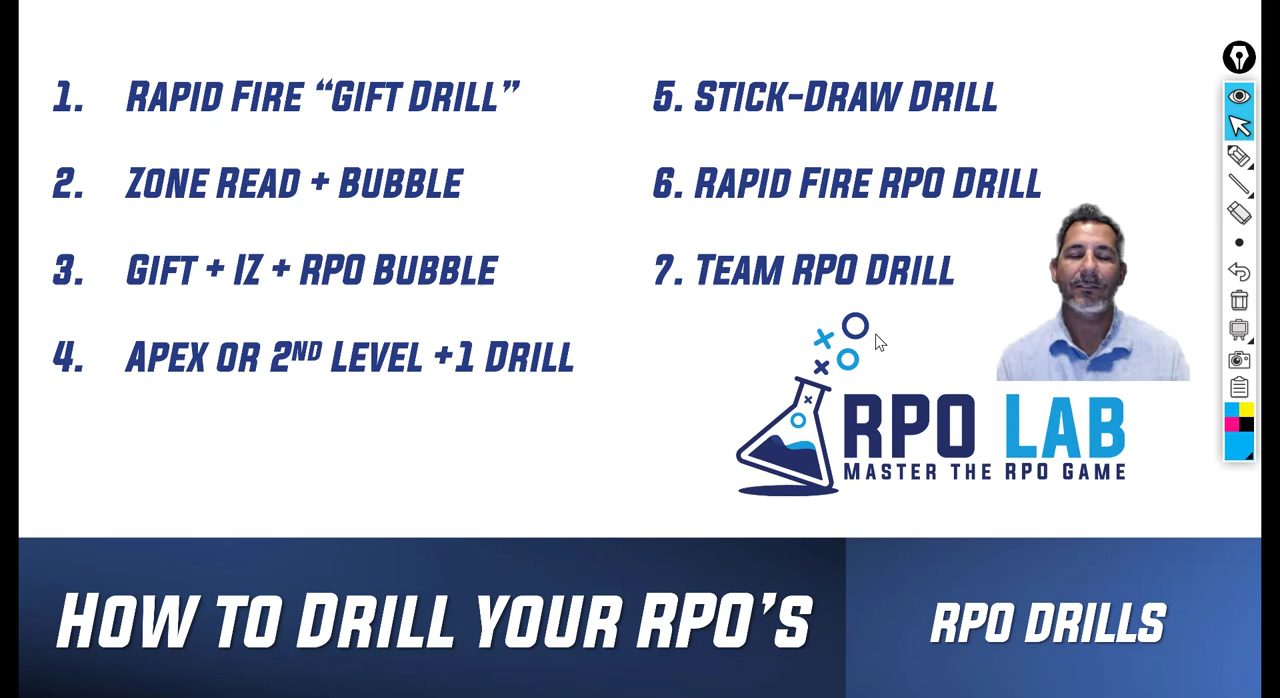 1. RAPID FIRE “GIFT DRILL”
2. ZONE READ + BUBBLE
3. GIFT + IZ + RPO BUBBLE
4. APEX OR 2ND LEVEL +1 DRILL
5. STICK-DRAW DRILL
6. RAPID FIRE RPO DRILL
7. TEAM RPO DRILL
RPO LAB
MASTER THE RPO GAME
HOW TO DRILL YOUR RPO’S
RPO DRILLS